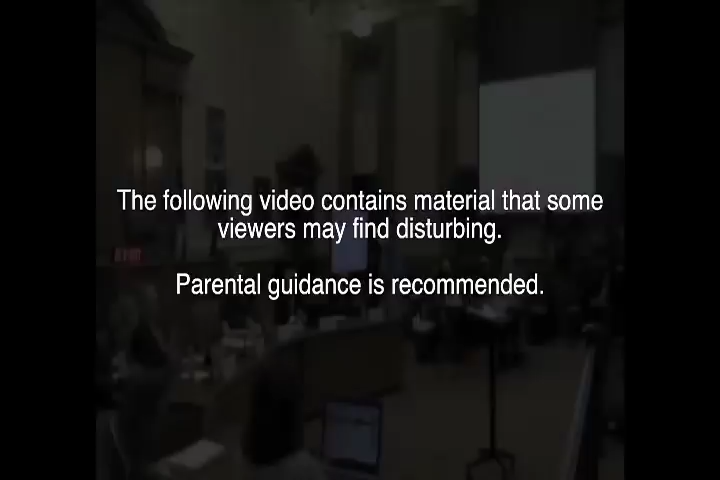 The following video contains material that some
viewers may find disturbing.
Parental guidance is recommended.